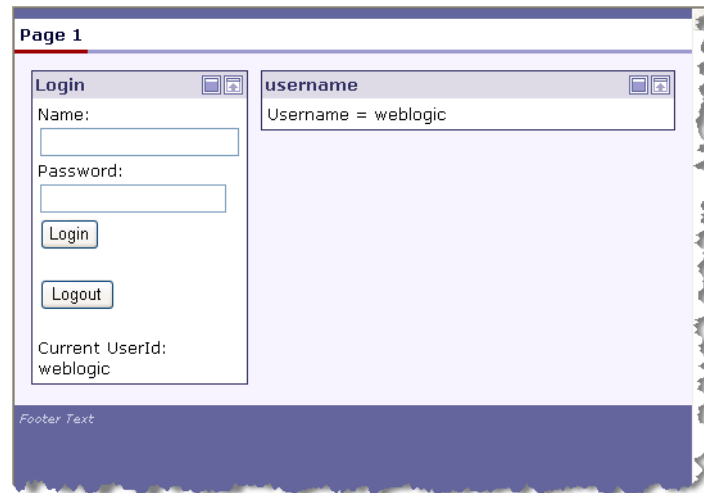 Page 1
Login
Name:
Password:
Login
Logout
Current UserId:
weblogic
username
Username = weblogic
Footer Text